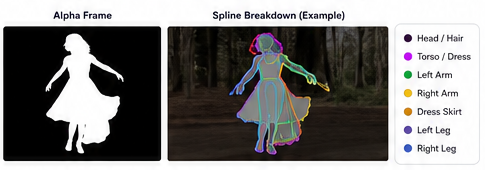 Alpha Frame
Spline Breakdown (Example)
Head / Hair
Torso / Dress
Left Arm
Right Arm
Dress Skirt
Left Leg
Right Leg